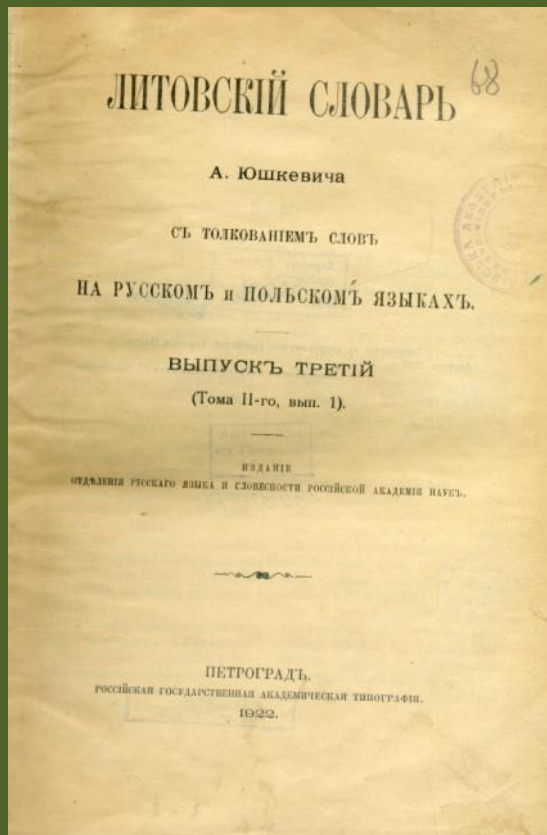 68
ЛИТОВСКІЙ СЛОВАРЬ
А. Юшкевича
СЪ ТОЛКОВАНІЕМЪ СЛОВЪ
НА РУССКОМЪ и ПОЛЬСКОМЪ ЯЗЫКАХЪ.
ВЫПУСКЪ ТРЕТІЙ
(Тома II-го, вып. 1).
ИЗДАНІЕ
ОТДѢЛЕНІЯ РУССКАГО ЯЗЫКА И СЛОВЕСНОСТИ РОССІЙСКОЙ АКАДЕМІИ НАУКЪ.
ПЕТРОГРАДЪ.
РОССІЙСКАЯ ГОСУДАРСТВЕННАЯ АКАДЕМИЧЕСКАЯ ТИПОГРАФІЯ.
1922.